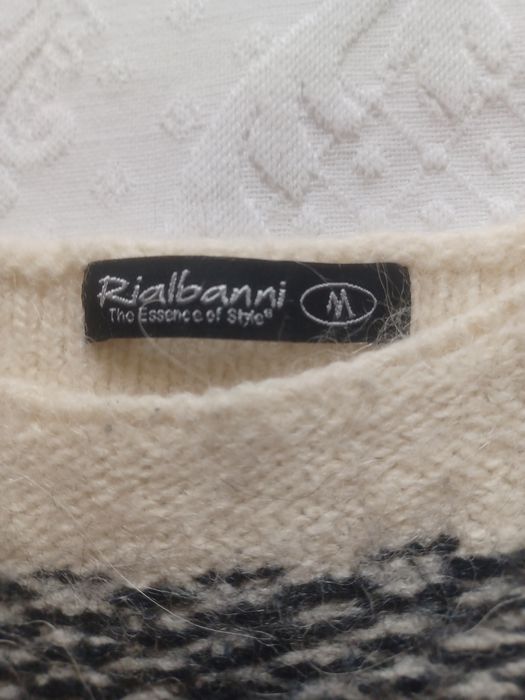 Rialbanni M
The Essence of Style®